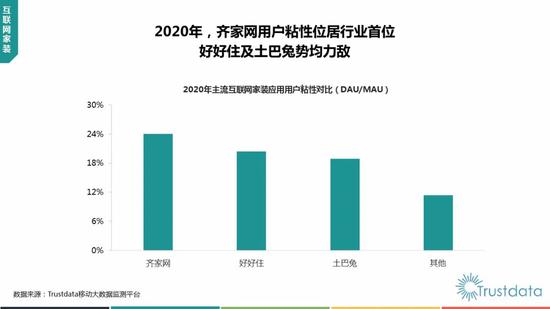 互联网家装
2020年，齐家网用户粘性位居行业首位
好好住及土巴兔势均力敌
2020年主流互联网家装应用用户粘性对比（DAU/MAU）
30%
24%
18%
12%
6%
0%
齐家网 好好住 土巴兔 其他
数据来源：Trustdata移动大数据监测平台
Trustdata